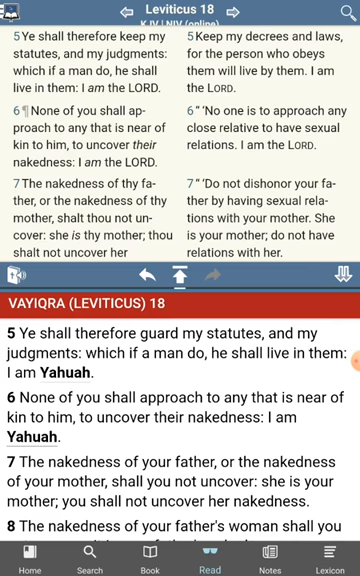 Leviticus 18
KJV | NIV (online)
5 Ye shall therefore keep my
statutes, and my judgments:
which if a man do, he shall
live in them: I am the LORD.
6 ¶ None of you shall ap-
proach to any that is near of
kin to him, to uncover their
nakedness: I am the LORD.
7 The nakedness of thy fa-
ther, or the nakedness of thy
mother, shalt thou not un-
cover: she is thy mother; thou
shalt not uncover her
5 Keep my decrees and laws,
for the person who obeys
them will live by them. I am
the LORD.
6 “ ‘No one is to approach any
close relative to have sexual
relations. I am the LORD.
7 “ ‘Do not dishonor your fa-
ther by having sexual rela-
tions with your mother. She
is your mother; do not have
relations with her.
VAYIQRA (LEVITICUS) 18
5 Ye shall therefore guard my statutes, and my
judgments: which if a man do, he shall live in them:
I am Yahuah.
6 None of you shall approach to any that is near of
kin to him, to uncover their nakedness: I am
Yahuah.
7 The nakedness of your father, or the nakedness
of your mother, shall you not uncover: she is your
mother; you shall not uncover her nakedness.
8 The nakedness of your father's woman shall you
Home
Search
Book
Read
Notes
Lexicon